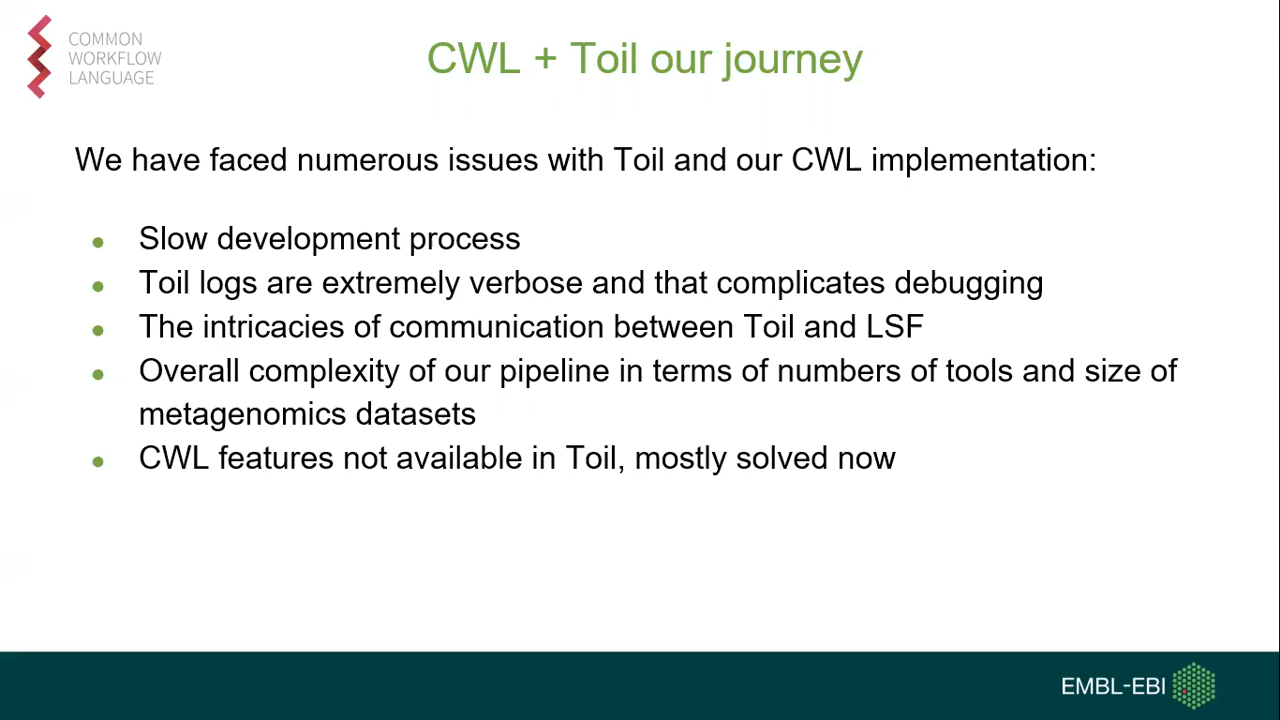 COMMON
WORKFLOW
LANGUAGE
CWL + Toil our journey
We have faced numerous issues with Toil and our CWL implementation:
● Slow development process
● Toil logs are extremely verbose and that complicates debugging
● The intricacies of communication between Toil and LSF
● Overall complexity of our pipeline in terms of numbers of tools and size of
metagenomics datasets
● CWL features not available in Toil, mostly solved now
EMBL-EBI